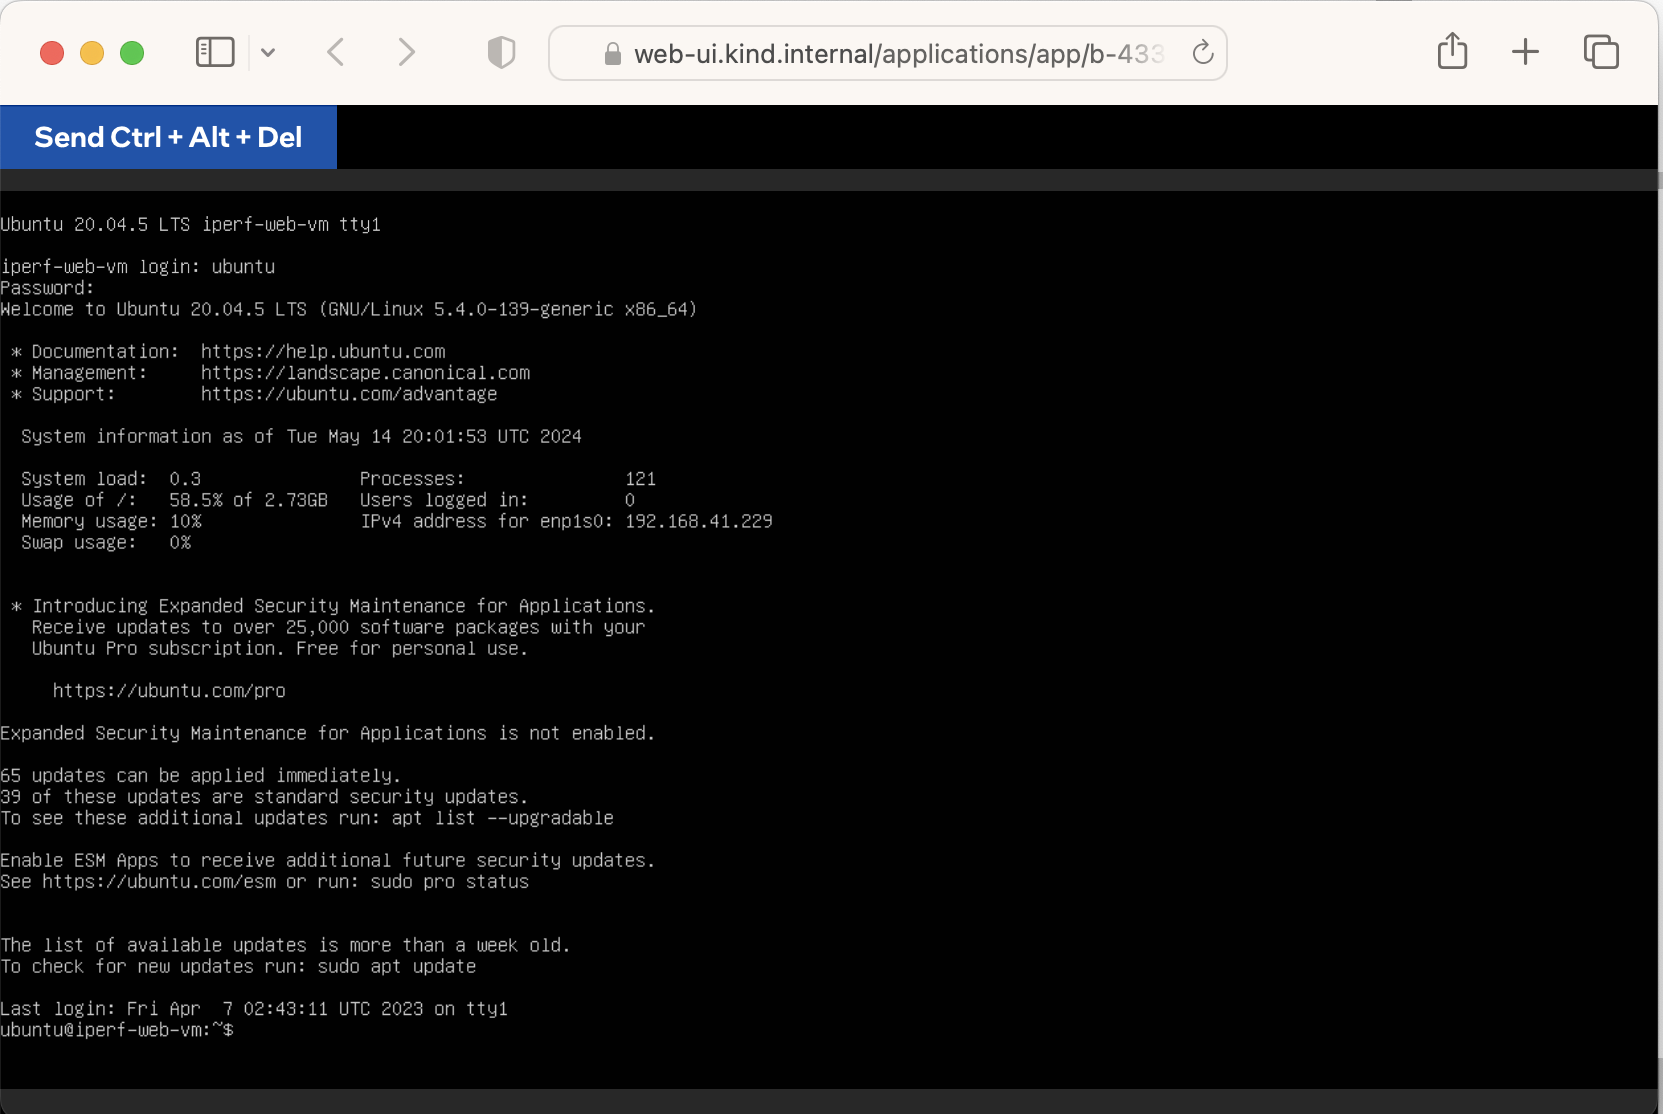 web-ui.kind.internal/applications/app/b-433
Send Ctrl + Alt + Del
Ubuntu 20.04.5 LTS iperf-web-vm tty1
iperf-web-vm login: ubuntu
Password:
Welcome to Ubuntu 20.04.5 LTS (GNU/Linux 5.4.0-139-generic x86_64)
* Documentation:  https://help.ubuntu.com
* Management:     https://landscape.canonical.com
* Support:        https://ubuntu.com/advantage
System information as of Tue May 14 20:01:53 UTC 2024
System load:  0.3               Processes:               121
Usage of /:   58.5% of 2.73GB   Users logged in:         0
Memory usage: 10%               IPv4 address for enp1s0: 192.168.41.229
Swap usage:   0%
* Introducing Expanded Security Maintenance for Applications.
Receive updates to over 25,000 software packages with your
Ubuntu Pro subscription. Free for personal use.
https://ubuntu.com/pro
Expanded Security Maintenance for Applications is not enabled.
65 updates can be applied immediately.
39 of these updates are standard security updates.
To see these additional updates run: apt list --upgradable
Enable ESM Apps to receive additional future security updates.
See https://ubuntu.com/esm or run: sudo pro status
The list of available updates is more than a week old.
To check for new updates run: sudo apt update
Last login: Fri Apr  7 02:43:11 UTC 2023 on tty1
ubuntu@iperf-web-vm:~$